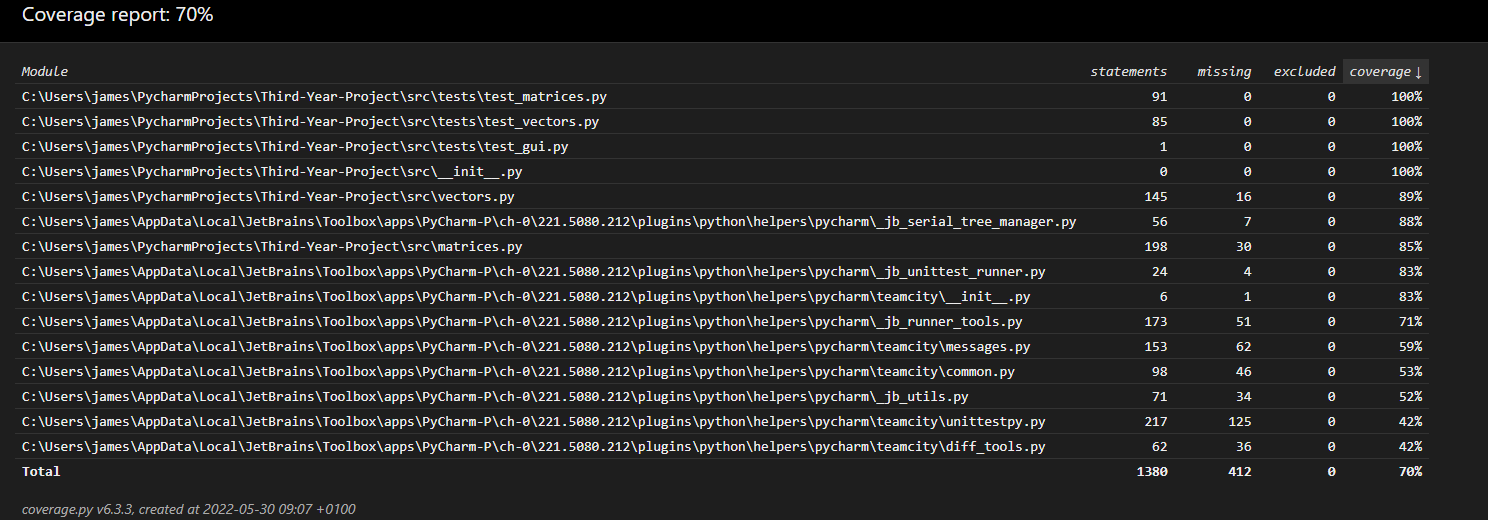 Coverage report: 70%
Module statements missing excluded coverage ↓
C:\Users\james\PycharmProjects\Third-Year-Project\src\tests\test_matrices.py 91 0 0 100%
C:\Users\james\PycharmProjects\Third-Year-Project\src\tests\test_vectors.py 85 0 0 100%
C:\Users\james\PycharmProjects\Third-Year-Project\src\tests\test_gui.py 1 0 0 100%
C:\Users\james\PycharmProjects\Third-Year-Project\src\__init__.py 0 0 0 100%
C:\Users\james\PycharmProjects\Third-Year-Project\src\vectors.py 145 16 0 89%
C:\Users\james\AppData\Local\JetBrains\Toolbox\apps\PyCharm-P\ch-0\221.5080.212\plugins\python\helpers\pycharm\_jb_serial_tree_manager.py 56 7 0 88%
C:\Users\james\PycharmProjects\Third-Year-Project\src\matrices.py 198 30 0 85%
C:\Users\james\AppData\Local\JetBrains\Toolbox\apps\PyCharm-P\ch-0\221.5080.212\plugins\python\helpers\pycharm\_jb_unittest_runner.py 24 4 0 83%
C:\Users\james\AppData\Local\JetBrains\Toolbox\apps\PyCharm-P\ch-0\221.5080.212\plugins\python\helpers\pycharm\teamcity\__init__.py 6 1 0 83%
C:\Users\james\AppData\Local\JetBrains\Toolbox\apps\PyCharm-P\ch-0\221.5080.212\plugins\python\helpers\pycharm\_jb_runner_tools.py 173 51 0 71%
C:\Users\james\AppData\Local\JetBrains\Toolbox\apps\PyCharm-P\ch-0\221.5080.212\plugins\python\helpers\pycharm\teamcity\messages.py 153 62 0 59%
C:\Users\james\AppData\Local\JetBrains\Toolbox\apps\PyCharm-P\ch-0\221.5080.212\plugins\python\helpers\pycharm\teamcity\common.py 98 46 0 53%
C:\Users\james\AppData\Local\JetBrains\Toolbox\apps\PyCharm-P\ch-0\221.5080.212\plugins\python\helpers\pycharm\_jb_utils.py 71 34 0 52%
C:\Users\james\AppData\Local\JetBrains\Toolbox\apps\PyCharm-P\ch-0\221.5080.212\plugins\python\helpers\pycharm\teamcity\unittestpy.py 217 125 0 42%
C:\Users\james\AppData\Local\JetBrains\Toolbox\apps\PyCharm-P\ch-0\221.5080.212\plugins\python\helpers\pycharm\teamcity\diff_tools.py 62 36 0 42%
Total 1380 412 0 70%
coverage.py v6.3.3, created at 2022-05-30 09:07 +0100